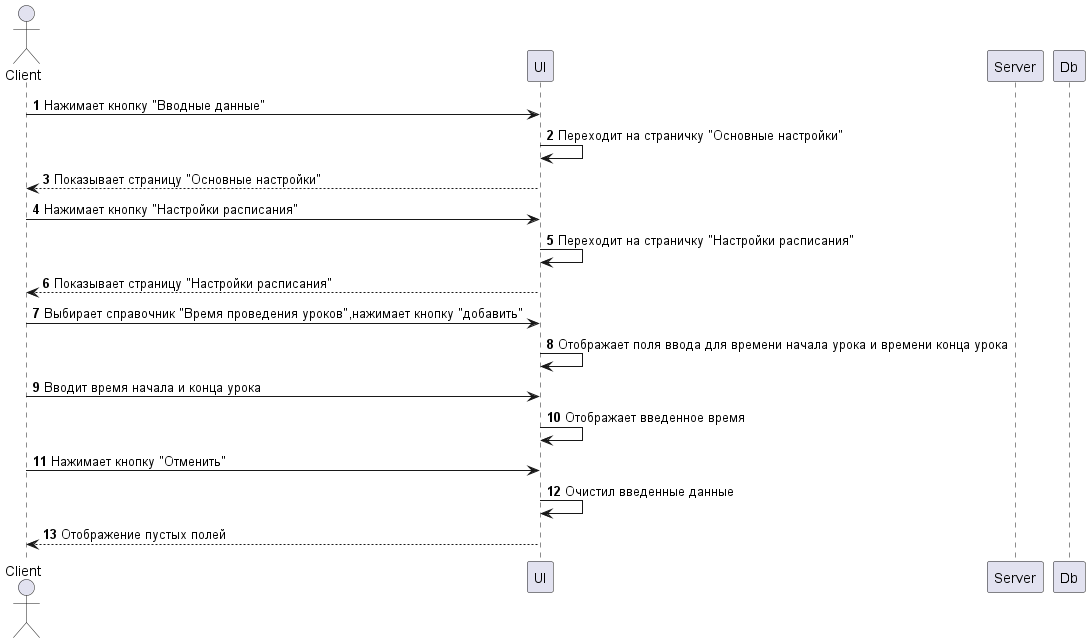 Client
UI
Server
Db
1 Нажимает кнопку "Вводные данные"
2 Переходит на страничку "Основные настройки"
3 Показывает страницу "Основные настройки"
4 Нажимает кнопку "Настройки расписания"
5 Переходит на страничку "Настройки расписания"
6 Показывает страницу "Настройки расписания"
7 Выбирает справочник "Время проведения уроков",нажимает кнопку "добавить"
8 Отображает поля ввода для времени начала урока и времени конца урока
9 Вводит время начала и конца урока
10 Отображает введенное время
11 Нажимает кнопку "Отменить"
12 Очистил введенные данные
13 Отображение пустых полей
Client
UI
Server
Db